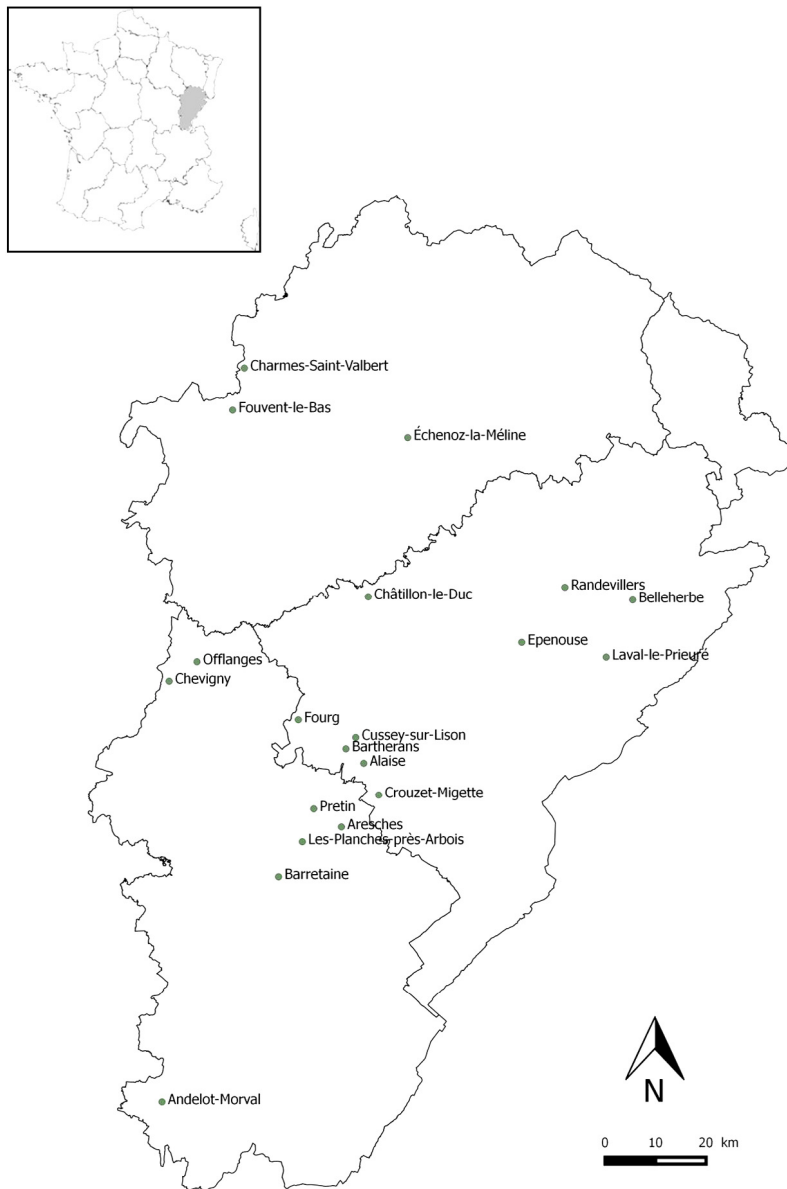 Charmes-Saint-Valbert
Fouvent-le-Bas
Échenoz-la-Méline
Châtillon-le-Duc
Randevillers
Belleherbe
Epenouse
Laval-le-Prieuré
Offlanges
Chevigny
Fourg
Cussey-sur-Lison
Bartherans
Alaise
Crouzet-Migette
Pretin
Aresches
Les-Planches-près-Arbois
Barretaine
Andelot-Morval
N
0 10 20 km